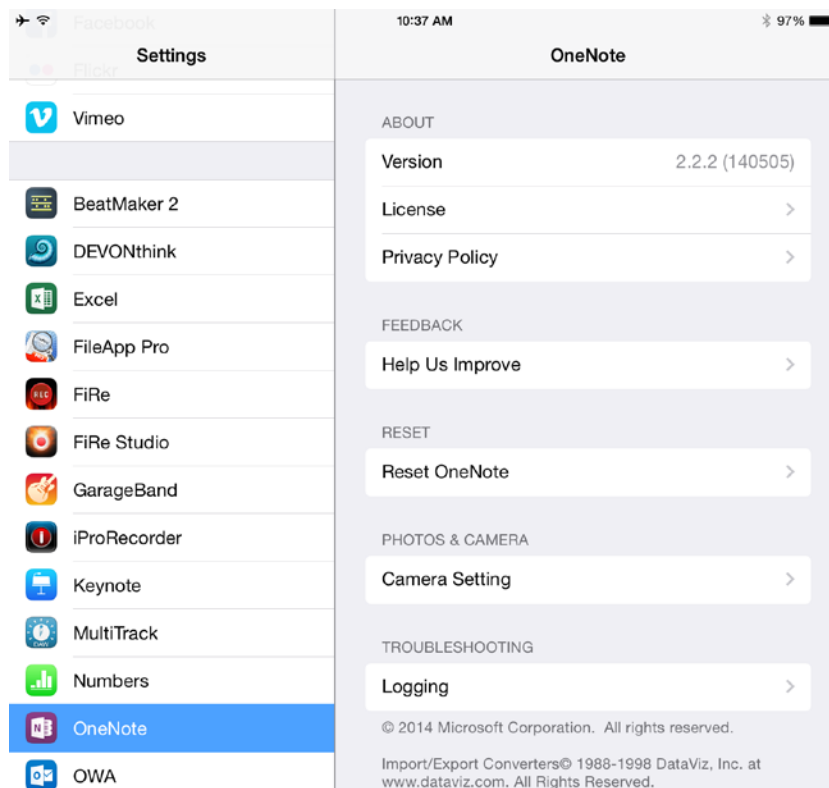 10:37 AM
97%
Facebook
Settings
Flickr
Vimeo
BeatMaker 2
DEVONthink
Excel
FileApp Pro
FiRe
FiRe Studio
GarageBand
iProRecorder
Keynote
MultiTrack
Numbers
OneNote
OWA
OneNote
ABOUT
Version 2.2.2 (140505)
License
Privacy Policy
FEEDBACK
Help Us Improve
RESET
Reset OneNote
PHOTOS & CAMERA
Camera Setting
TROUBLESHOOTING
Logging
© 2014 Microsoft Corporation. All rights reserved.
Import/Export Converters© 1988-1998 DataViz, Inc. at
www.dataviz.com. All Rights Reserved.